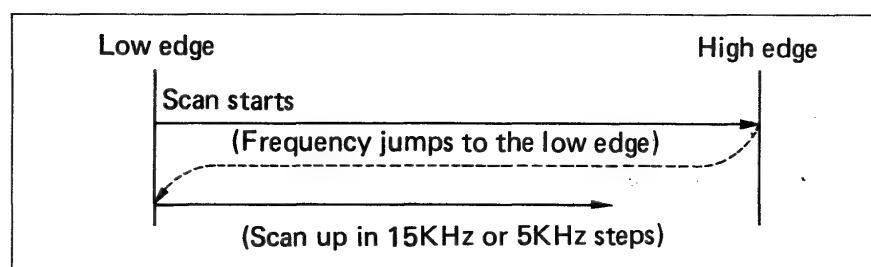 Low edge
High edge
Scan starts
(Frequency jumps to the low edge)
(Scan up in 15KHz or 5KHz steps)